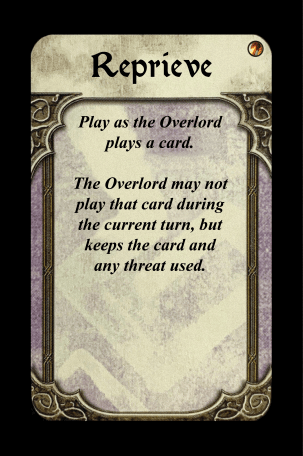 Reprieve
Play as the Overlord
plays a card.
The Overlord may not
play that card during
the current turn, but
keeps the card and
any threat used.